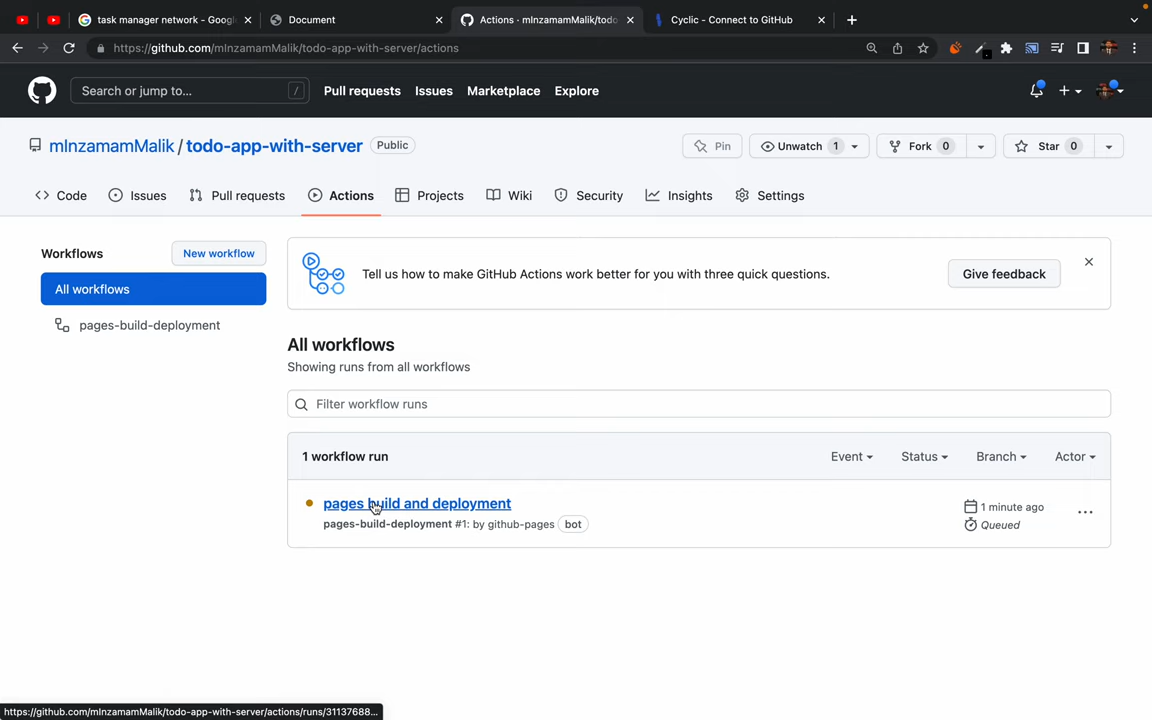 task manager network - Googl
Document
Actions · mInzamamMalik/todo
Cyclic - Connect to GitHub
https://github.com/mInzamamMalik/todo-app-with-server/actions
Search or jump to...
/
Pull requests
Issues
Marketplace
Explore
mInzamamMalik / todo-app-with-server
Public
Pin
Unwatch 1
Fork 0
Star 0
Code
Issues
Pull requests
Actions
Projects
Wiki
Security
Insights
Settings
Workflows
New workflow
All workflows
pages-build-deployment
Tell us how to make GitHub Actions work better for you with three quick questions.
Give feedback
All workflows
Showing runs from all workflows
Filter workflow runs
1 workflow run
Event
Status
Branch
Actor
pages build and deployment
pages-build-deployment #1: by github-pages bot
1 minute ago
Queued
https://github.com/mInzamamMalik/todo-app-with-server/actions/runs/31137688...